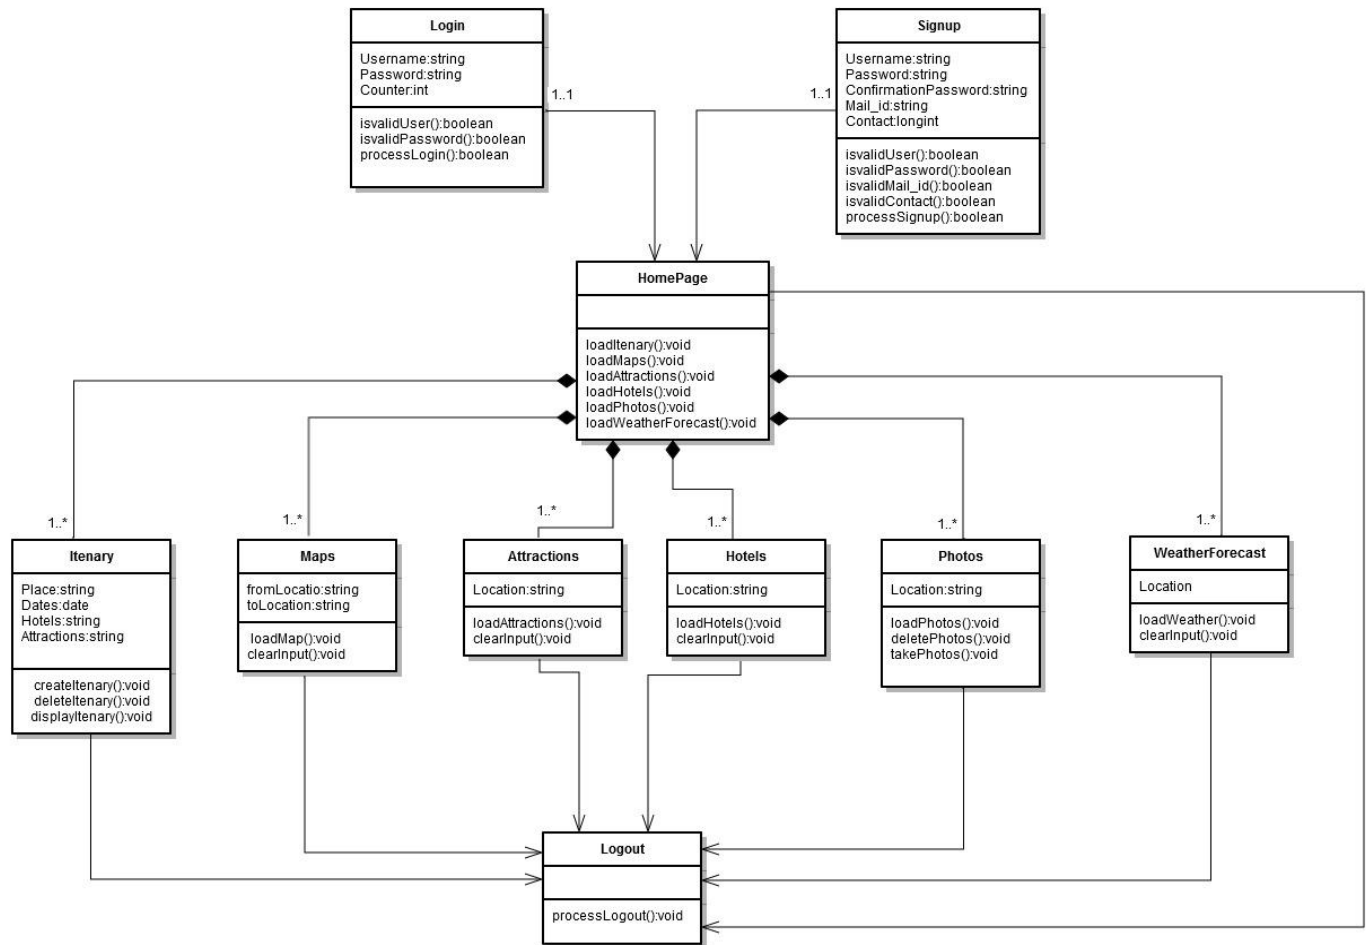 Login
Username:string
Password:string
Counter:int
isvalidUser():boolean
isvalidPassword():boolean
processLogin():boolean
1..1
Signup
Username:string
Password:string
ConfirmationPassword:string
Mail_id:string
Contact:longint
isvalidUser():boolean
isvalidPassword():boolean
isvalidMail_id():boolean
isvalidContact():boolean
processSignup():boolean
1..1
HomePage
loadItenary():void
loadMaps():void
loadAttractions():void
loadHotels():void
loadPhotos():void
loadWeatherForecast():void
1..*
1..*
1..*
1..*
1..*
1..*
Itenary
Place:string
Dates:date
Hotels:string
Attractions:string
createItenary():void
deleteItenary():void
displayItenary():void
Maps
fromLocatio:string
toLocation:string
loadMap():void
clearInput():void
Attractions
Location:string
loadAttractions():void
clearInput():void
Hotels
Location:string
loadHotels():void
clearInput():void
Photos
Location:string
loadPhotos():void
deletePhotos():void
takePhotos():void
WeatherForecast
Location
loadWeather():void
clearInput():void
Logout
processLogout():void